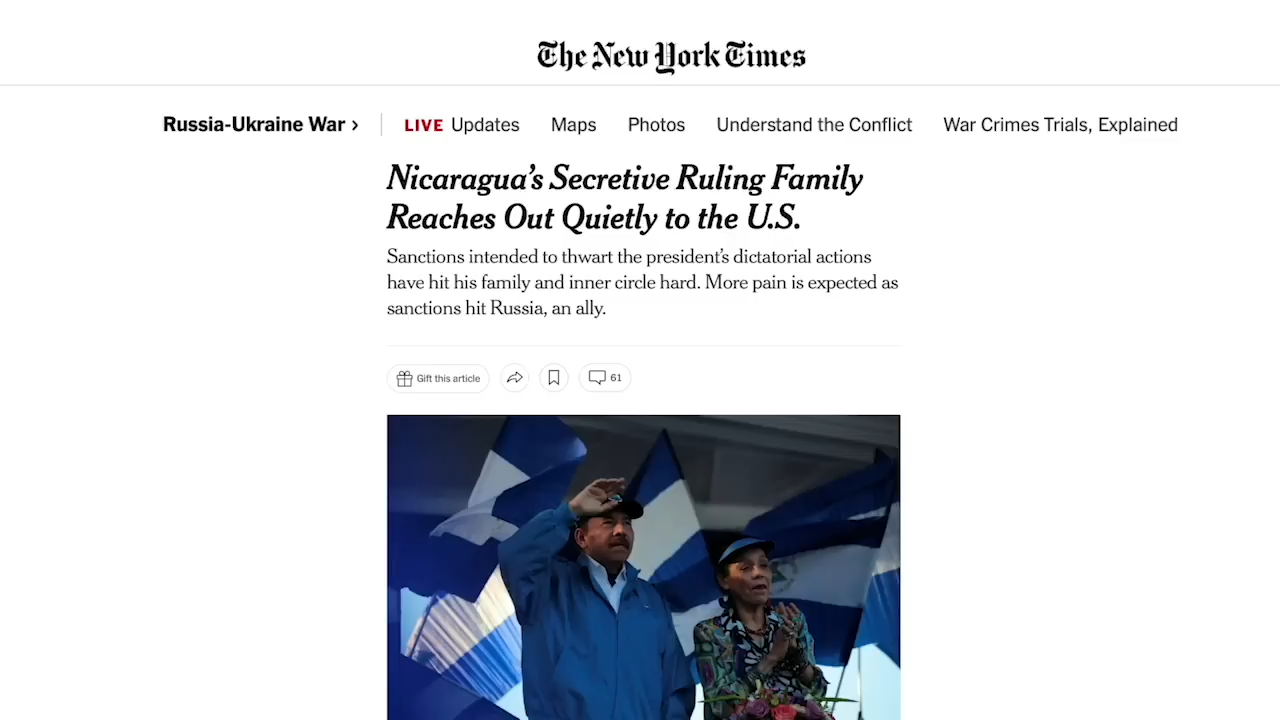 The New York Times
Russia-Ukraine War › LIVE Updates Maps Photos Understand the Conflict War Crimes Trials, Explained
Nicaragua's Secretive Ruling Family
Reaches Out Quietly to the U.S.
Sanctions intended to thwart the president's dictatorial actions
have hit his family and inner circle hard. More pain is expected as
sanctions hit Russia, an ally.
Gift this article 61